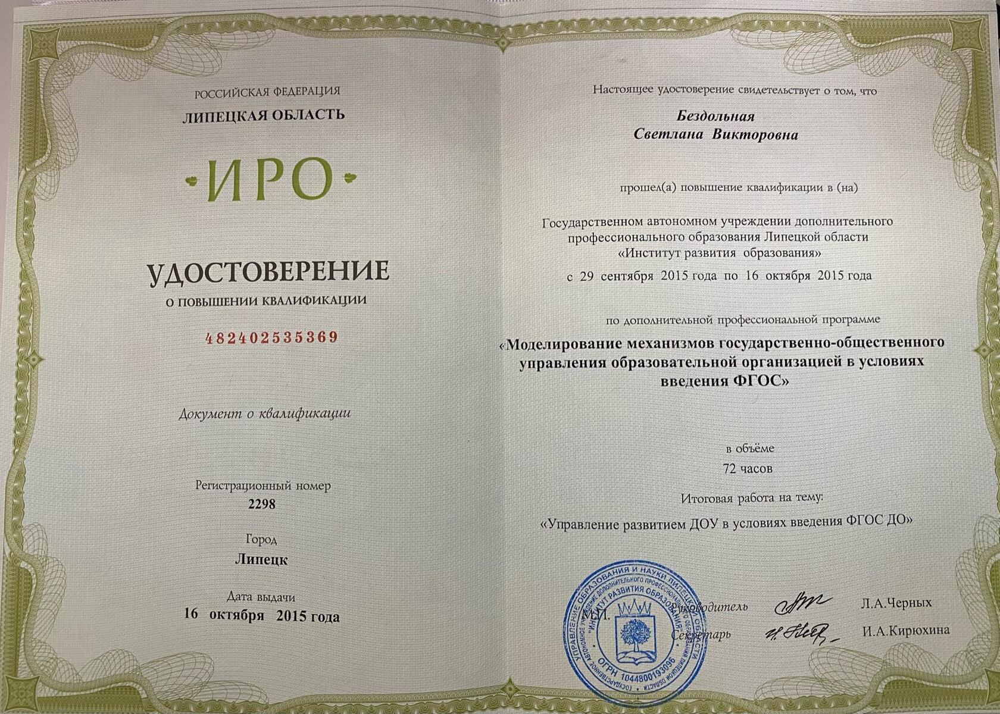 РОССИЙСКАЯ ФЕДЕРАЦИЯ
ЛИПЕЦКАЯ ОБЛАСТЬ
ИРО
УДОСТОВЕРЕНИЕ
О ПОВЫШЕНИИ КВАЛИФИКАЦИИ
482402535369
Документ о квалификации
Регистрационный номер
2298
Город
Липецк
Дата выдачи
16 октября 2015 года
Настоящее удостоверение свидетельствует о том, что
Бездольная
Светлана Викторовна
прошел(а) повышение квалификации в (на)
Государственном автономном учреждении дополнительного
профессионального образования Липецкой области
«Институт развития образования»
с 29 сентября 2015 года по 16 октября 2015 года
по дополнительной профессиональной программе
«Моделирование механизмов государственно-общественного
управления образовательной организацией в условиях
введения ФГОС»
в объёме
72 часов
Итоговая работа на тему:
«Управление развитием ДОУ в условиях введения ФГОС ДО»
М.П.
Руководитель Л.А.Черных
Секретарь И.А.Кирюхина
УПРАВЛЕНИЕ ОБРАЗОВАНИЯ И НАУКИ ЛИПЕЦКОЙ ОБЛАСТИ
ГОСУДАРСТВЕННОЕ АВТОНОМНОЕ УЧРЕЖДЕНИЕ ДОПОЛНИТЕЛЬНОГО ПРОФЕССИОНАЛЬНОГО ОБРАЗОВАНИЯ ЛИПЕЦКОЙ ОБЛАСТИ
"ИНСТИТУТ РАЗВИТИЯ ОБРАЗОВАНИЯ"
ОГРН 1044800193096